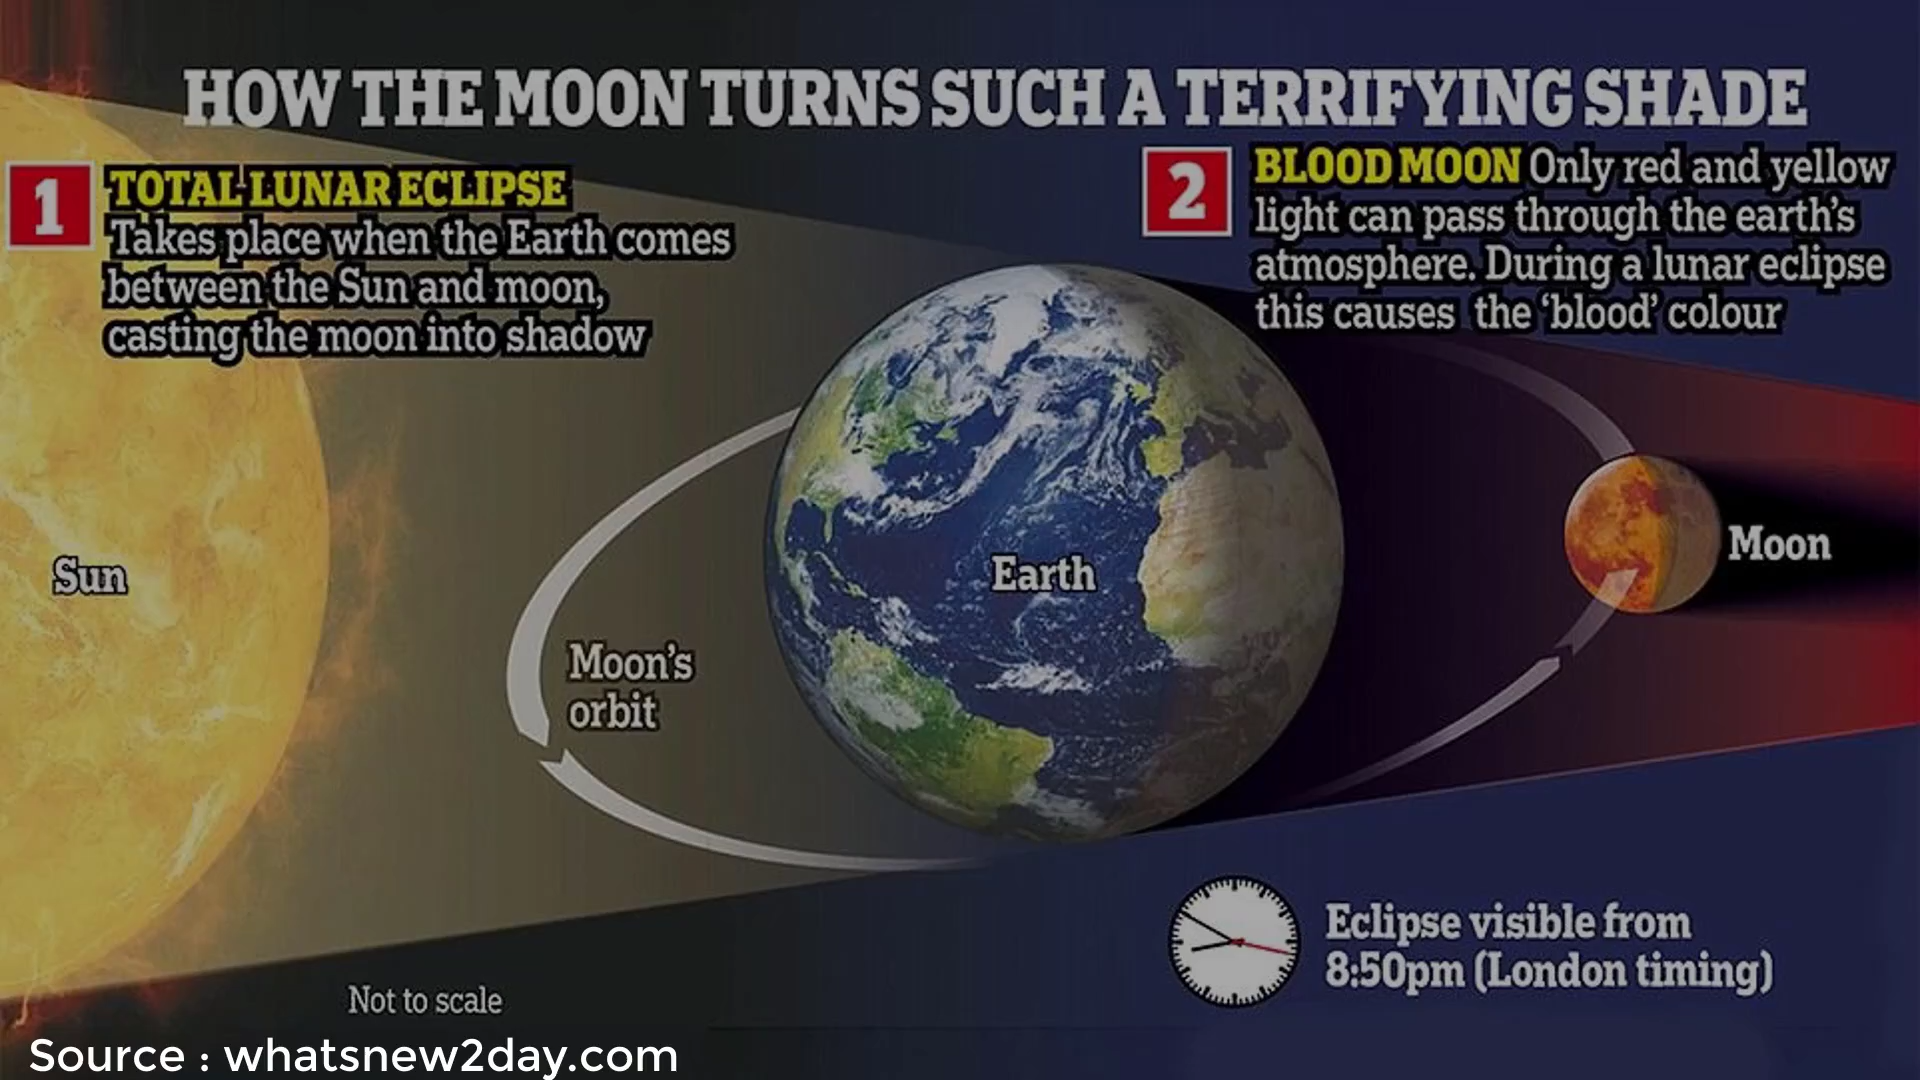 HOW THE MOON TURNS SUCH A TERRIFYING SHADE
1
TOTAL LUNAR ECLIPSE
Takes place when the Earth comes
between the Sun and moon,
casting the moon into shadow
2
BLOOD MOON Only red and yellow
light can pass through the earth's
atmosphere. During a lunar eclipse
this causes the 'blood' colour
Sun
Earth
Moon
Moon's
orbit
Eclipse visible from
8:50pm (London timing)
Not to scale
Source : whatsnew2day.com